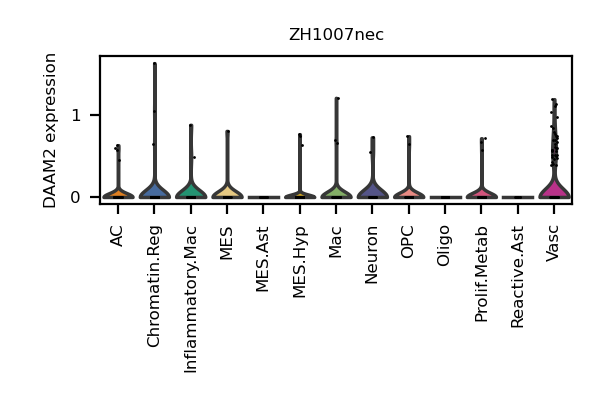 ZH1007nec
DAAM2 expression
1
0
AC
Chromatin.Reg
Inflammatory.Mac
MES
MES.Ast
MES.Hyp
Mac
Neuron
OPC
Oligo
Prolif.Metab
Reactive.Ast
Vasc